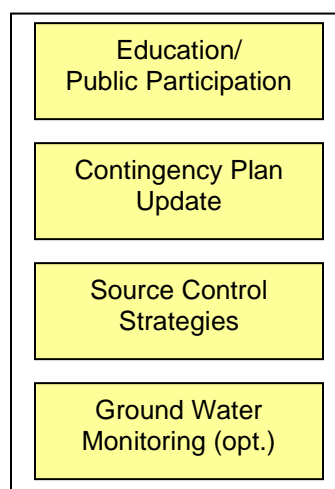 Education/
Public Participation
Contingency Plan
Update
Source Control
Strategies
Ground Water
Monitoring (opt.)